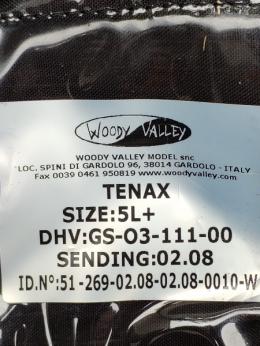 WOODY VALLEY
WOODY VALLEY MODEL snc
LOC. SPINI DI GARDOLO 96, 38014 GARDOLO - ITALY
Fax 0039 0461 950819 www.woodyvalley.com
TENAX
SIZE:5L+
DHV:GS-O3-111-00
SENDING:02.08
ID.N°:51-269-02.08-02.08-0010-W